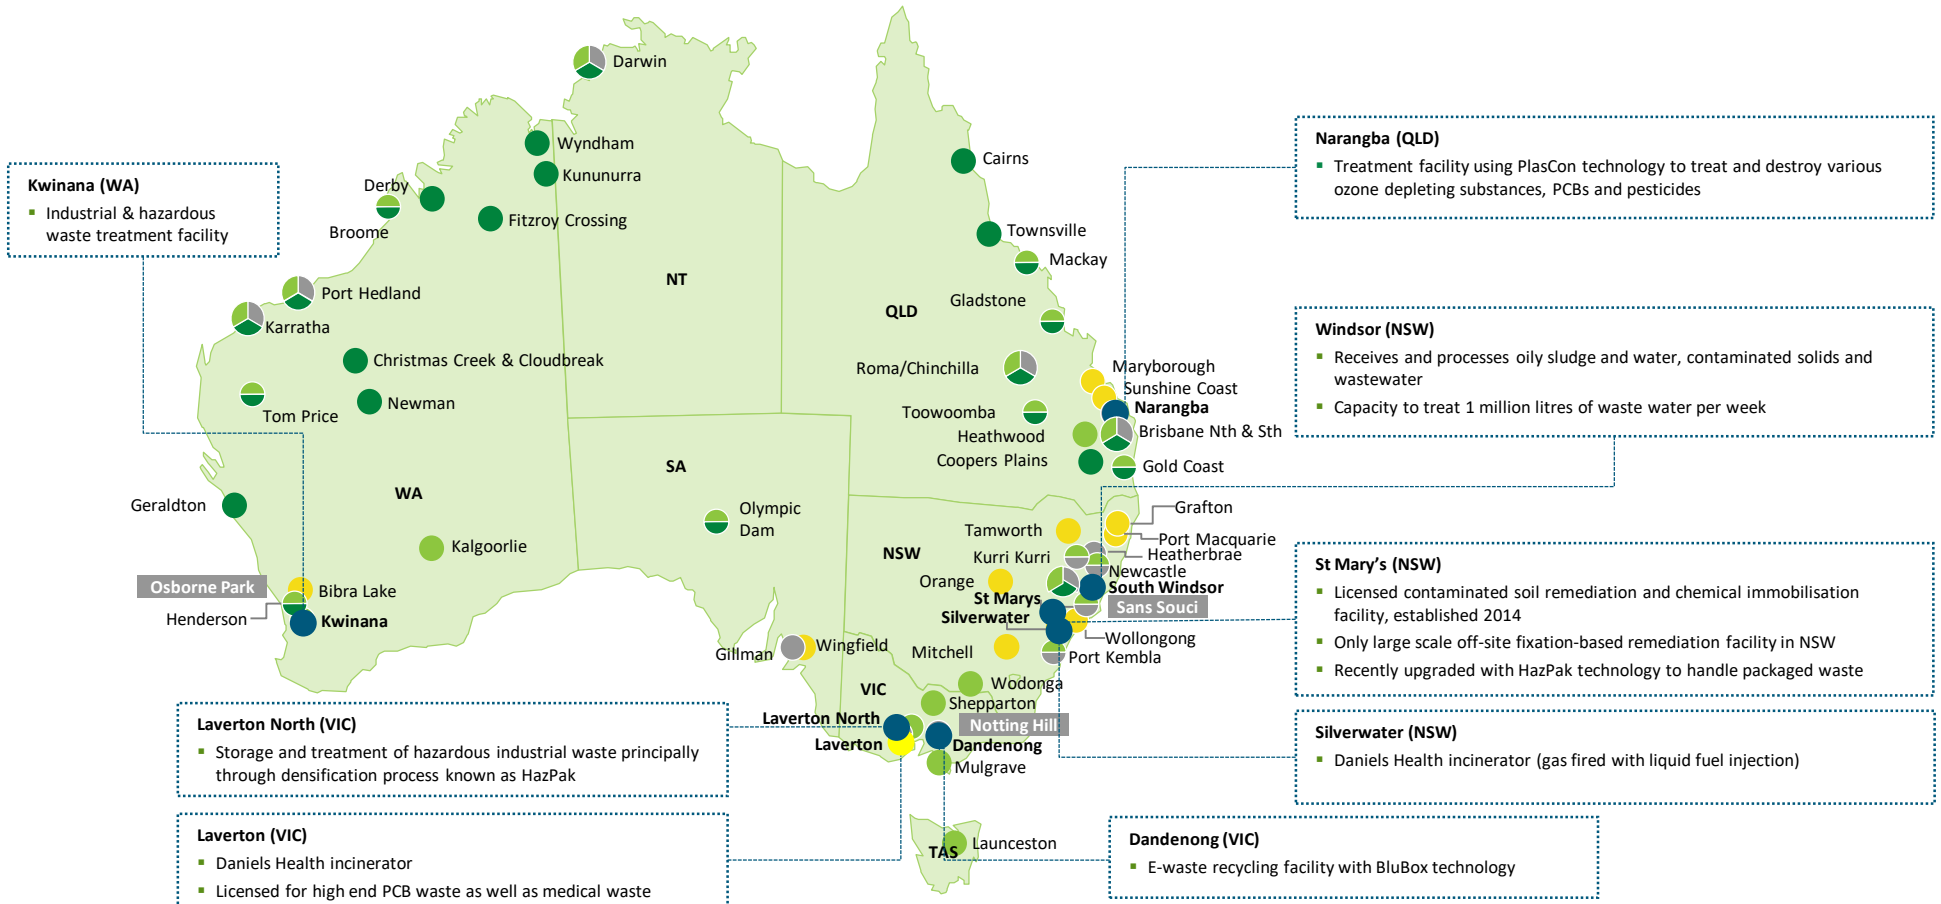 Darwin
Wyndham
Kununurra
Derby
Fitzroy Crossing
Broome
Port Hedland
Karratha
Christmas Creek & Cloudbreak
Tom Price
Newman
NT
WA
Geraldton
Kalgoorlie
Osborne Park
Bibra Lake
Henderson
Kwinana
SA
Olympic
Dam
Gillman
Wingfield
Cairns
Townsville
Mackay
Gladstone
QLD
Roma/Chinchilla
Maryborough
Sunshine Coast
Toowoomba
Narangba
Heathwood
Brisbane Nth & Sth
Coopers Plains
Gold Coast
Grafton
Tamworth
Port Macquarie
NSW
Kurri Kurri
Heatherbrae
Newcastle
Orange
South Windsor
St Marys
Sans Souci
Silverwater
Wollongong
Mitchell
Port Kembla
VIC
Wodonga
Shepparton
Laverton North
Notting Hill
Laverton
Dandenong
Mulgrave
TAS
Launceston
Kwinana (WA)
▪ Industrial & hazardous
waste treatment facility
Narangba (QLD)
▪ Treatment facility using PlasCon technology to treat and destroy various
ozone depleting substances, PCBs and pesticides
Windsor (NSW)
▪ Receives and processes oily sludge and water, contaminated solids and
wastewater
▪ Capacity to treat 1 million litres of waste water per week
St Mary’s (NSW)
▪ Licensed contaminated soil remediation and chemical immobilisation
facility, established 2014
▪ Only large scale off-site fixation-based remediation facility in NSW
▪ Recently upgraded with HazPak technology to handle packaged waste
Silverwater (NSW)
▪ Daniels Health incinerator (gas fired with liquid fuel injection)
Laverton North (VIC)
▪ Storage and treatment of hazardous industrial waste principally
through densification process known as HazPak
Laverton (VIC)
▪ Daniels Health incinerator
▪ Licensed for high end PCB waste as well as medical waste
Dandenong (VIC)
▪ E-waste recycling facility with BluBox technology